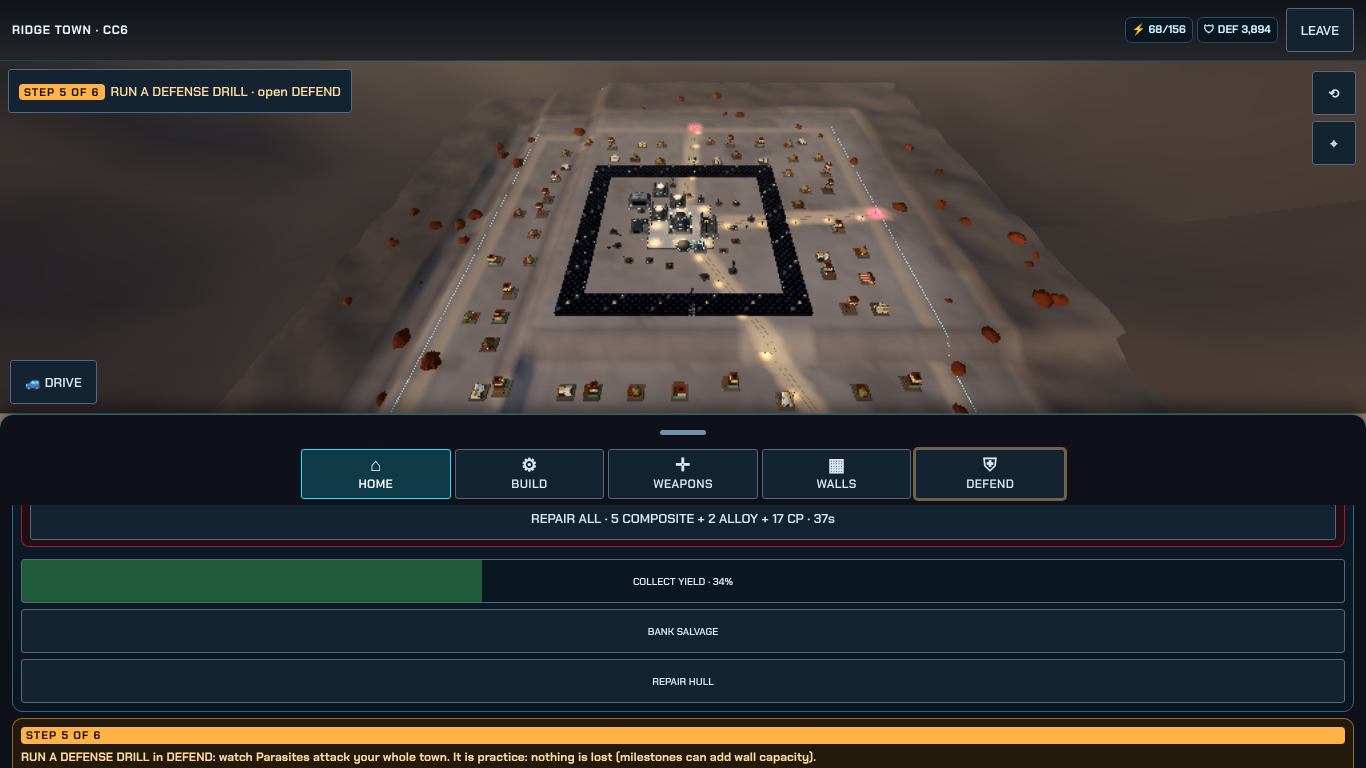 RIDGE TOWN · CC6
⚡ 68/156
🛡 DEF 3,894
LEAVE
STEP 5 OF 6 RUN A DEFENSE DRILL · open DEFEND
🚙 DRIVE
HOME
BUILD
WEAPONS
WALLS
DEFEND
REPAIR ALL · 5 COMPOSITE + 2 ALLOY + 17 CP · 37s
COLLECT YIELD · 34%
BANK SALVAGE
REPAIR HULL
STEP 5 OF 6
RUN A DEFENSE DRILL in DEFEND: watch Parasites attack your whole town. It is practice: nothing is lost (milestones can add wall capacity).